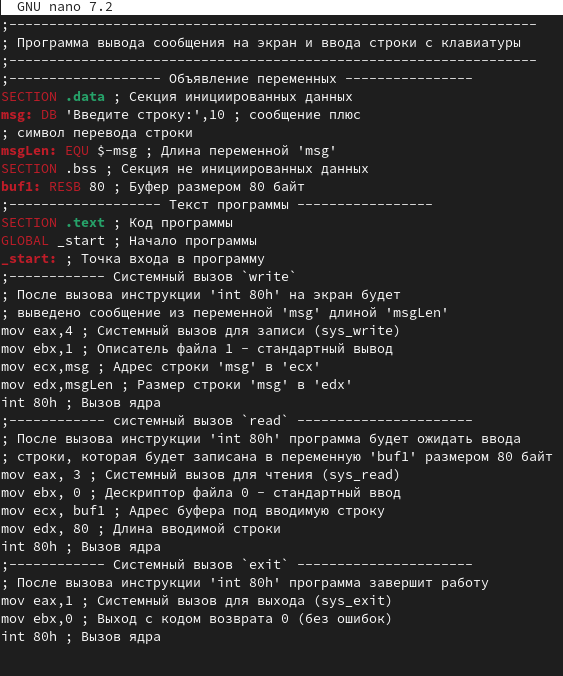 GNU nano 7.2
;------------------------------------------------------------------
; Программа вывода сообщения на экран и ввода строки с клавиатуры
;------------------------------------------------------------------
;------------------- Объявление переменных ----------------
SECTION .data ; Секция инициированных данных
msg: DB 'Введите строку:',10 ; сообщение плюс
; символ перевода строки
msgLen: EQU $-msg ; Длина переменной 'msg'
SECTION .bss ; Секция не инициированных данных
buf1: RESB 80 ; Буфер размером 80 байт
;------------------- Текст программы -----------------
SECTION .text ; Код программы
GLOBAL _start ; Начало программы
_start: ; Точка входа в программу
;------------ Системный вызов `write`
; После вызова инструкции 'int 80h' на экран будет
; выведено сообщение из переменной 'msg' длиной 'msgLen'
mov eax,4 ; Системный вызов для записи (sys_write)
mov ebx,1 ; Описатель файла 1 - стандартный вывод
mov ecx,msg ; Адрес строки 'msg' в 'ecx'
mov edx,msgLen ; Размер строки 'msg' в 'edx'
int 80h ; Вызов ядра
;------------ системный вызов `read` ----------------------
; После вызова инструкции 'int 80h' программа будет ожидать ввода
; строки, которая будет записана в переменную 'buf1' размером 80 байт
mov eax, 3 ; Системный вызов для чтения (sys_read)
mov ebx, 0 ; Дескриптор файла 0 - стандартный ввод
mov ecx, buf1 ; Адрес буфера под вводимую строку
mov edx, 80 ; Длина вводимой строки
int 80h ; Вызов ядра
;------------ Системный вызов `exit` ----------------------
; После вызова инструкции 'int 80h' программа завершит работу
mov eax,1 ; Системный вызов для выхода (sys_exit)
mov ebx,0 ; Выход с кодом возврата 0 (без ошибок)
int 80h ; Вызов ядра